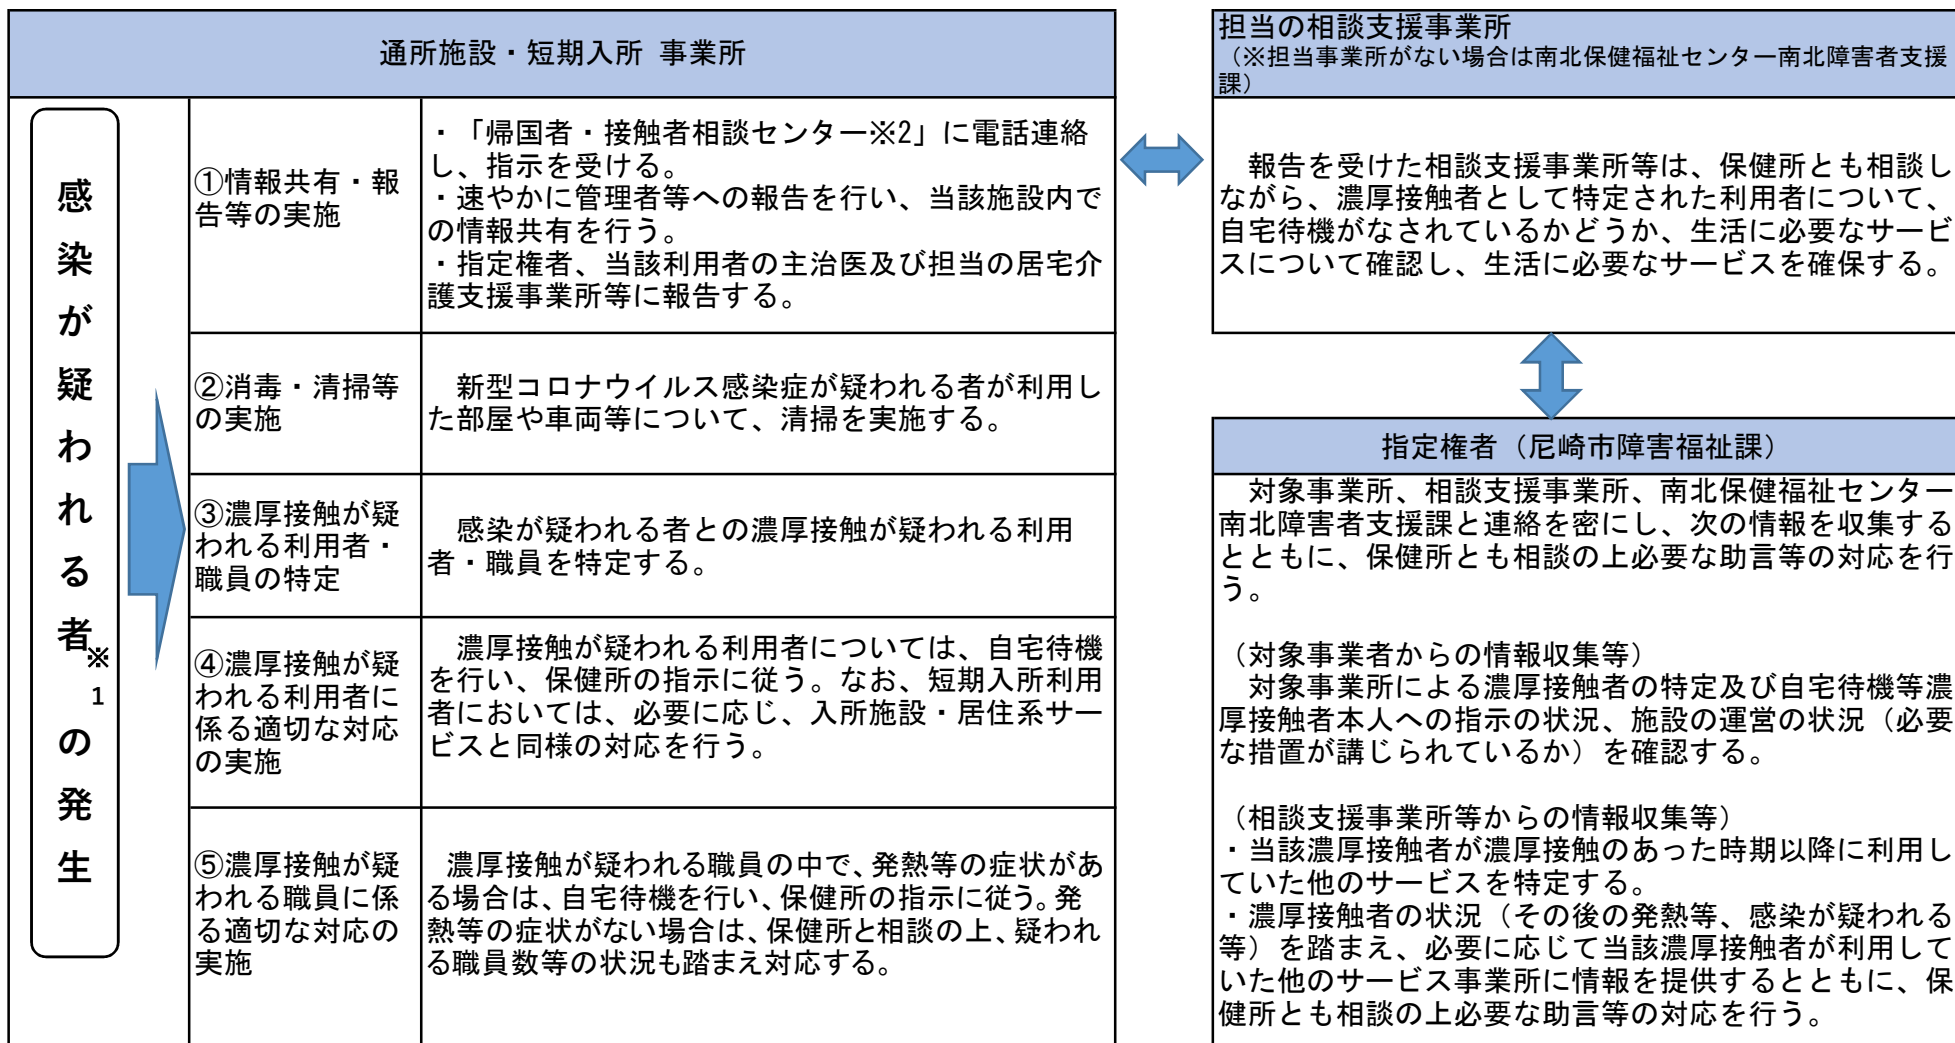 通所施設・短期入所 事業所
感染が疑われる者※1の発生
①情報共有・報
告等の実施
・「帰国者・接触者相談センター※2」に電話連絡
し、指示を受ける。
・速やかに管理者等への報告を行い、当該施設内で
の情報共有を行う。
・指定権者、当該利用者の主治医及び担当の居宅介
護支援事業所等に報告する。
②消毒・清掃等
の実施
新型コロナウイルス感染症が疑われる者が利用し
た部屋や車両等について、清掃を実施する。
③濃厚接触が疑
われる利用者・
職員の特定
感染が疑われる者との濃厚接触が疑われる利用
者・職員を特定する。
④濃厚接触が疑
われる利用者に
係る適切な対応
の実施
濃厚接触が疑われる利用者については、自宅待機
を行い、保健所の指示に従う。なお、短期入所利用
者においては、必要に応じ、入所施設・居住系サー
ビスと同様の対応を行う。
⑤濃厚接触が疑
われる職員に係
る適切な対応の
実施
濃厚接触が疑われる職員の中で、発熱等の症状があ
る場合は、自宅待機を行い、保健所の指示に従う。発
熱等の症状がない場合は、保健所と相談の上、疑われ
る職員数等の状況も踏まえ対応する。
担当の相談支援事業所
（※担当事業所がない場合は南北保健福祉センター南北障害者支援
課）
報告を受けた相談支援事業所等は、保健所とも相談し
ながら、濃厚接触者として特定された利用者について、
自宅待機がなされているかどうか、生活に必要なサービ
スについて確認し、生活に必要なサービスを確保する。
指定権者（尼崎市障害福祉課）
対象事業所、相談支援事業所、南北保健福祉センター
南北障害者支援課と連絡を密にし、次の情報を収集する
とともに、保健所とも相談の上必要な助言等の対応を行
う。
（対象事業者からの情報収集等）
対象事業所による濃厚接触者の特定及び自宅待機等濃
厚接触者本人への指示の状況、施設の運営の状況（必要
な措置が講じられているか）を確認する。
（相談支援事業所等からの情報収集等）
・当該濃厚接触者が濃厚接触のあった時期以降に利用し
ていた他のサービスを特定する。
・濃厚接触者の状況（その後の発熱等、感染が疑われる
等）を踏まえ、必要に応じて当該濃厚接触者が利用して
いた他のサービス事業所に情報を提供するとともに、保
健所とも相談の上必要な助言等の対応を行う。